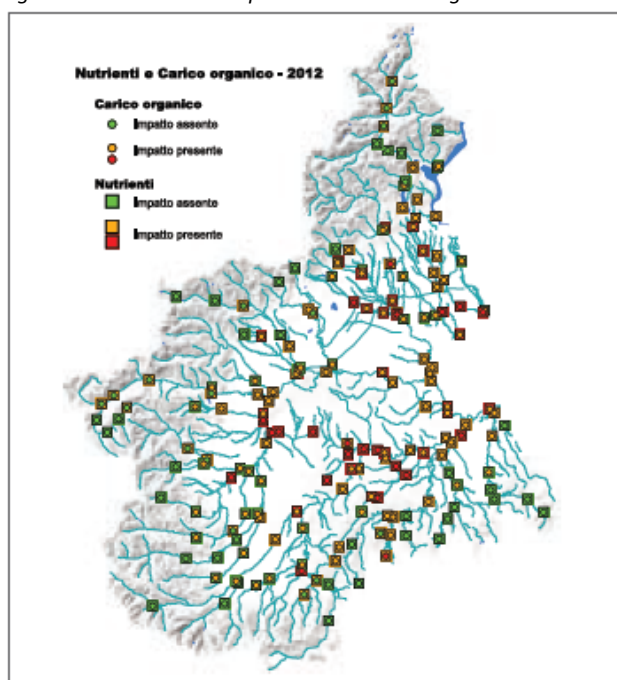 Nutrienti e Carico organico - 2012
Carico organico
Impatto assente
Impatto presente
Nutrienti
Impatto assente
Impatto presente